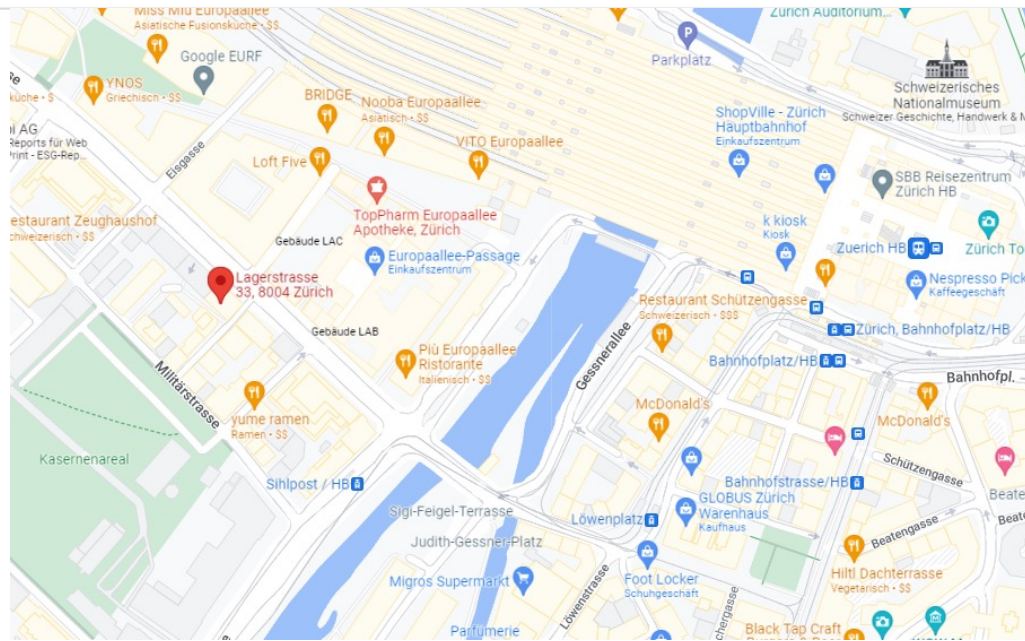 Miss Miu Europaallee
Asiatische Fusionsküche • $$
Google EURF
YNOS
Griechisch • $$
BRIDGE
Nooba Europaallee
Asiatisch • $$
Loft Five
VITO Europaallee
Parkplatz
Zürich Auditorium...
Schweizerisches
Nationalmuseum
Schweizer Geschichte, Handwerk & M
ShopVille - Zürich
Hauptbahnhof
Einkaufszentrum
SBB Reisezentrum
Zürich HB
AG
Reports für Web
ESG-Rep...
Eisgasse
TopPharm Europaallee
Apotheke, Zürich
Restaurant Zeughaushof
Schweizerisch • $$
Gebäude LAC
Europaallee-Passage
Einkaufszentrum
k kiosk
Kiosk
Zuerich HB
Zürich To
Nespresso Pick
Kaffeegeschäft
Lagerstrasse
33, 8004 Zürich
Gebäude LAB
Restaurant Schützengasse
Schweizerisch • $$$
Zürich, Bahnhofplatz/HB
Bahnhofplatz/HB
Bahnhofpl.
Più Europaallee
Ristorante
Italienisch • $$
Gessnerallee
Militärstrasse
yume ramen
Ramen • $$
McDonald's
McDonald's
Kasernenareal
Sihlpost / HB
Schützengasse
Bahnhofstrasse/HB
GLOBUS Zürich
Warenhaus
Kaufhaus
Sigi-Feigel-Terrasse
Löwenplatz
Judith-Gessner-Platz
Beate
Beate
Beatengasse
Migros Supermarkt
Löwenstrasse
Foot Locker
Schuhgeschäft
Hiltl Dachterrasse
Vegetarisch • $$
Parfumerie
chergasse
Black Tap Craft